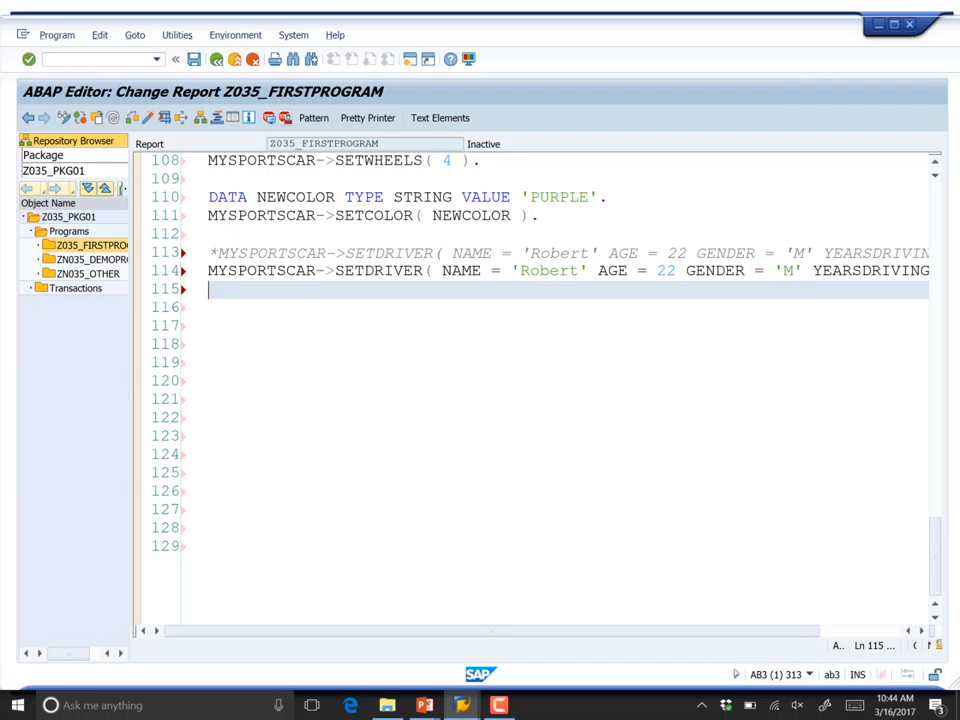 Program Edit Goto Utilities Environment System Help
ABAP Editor: Change Report Z035_FIRSTPROGRAM
Pattern Pretty Printer Text Elements
Repository Browser
Package
Z035_PKG01
Object Name
Z035_PKG01
Programs
Z035_FIRSTPRO
ZN035_DEMOPR
ZN035_OTHER
Transactions
Report Z035_FIRSTPROGRAM Inactive
108 MYSPORTSCAR->SETWHEELS( 4 ).
109
110 DATA NEWCOLOR TYPE STRING VALUE 'PURPLE'.
111 MYSPORTSCAR->SETCOLOR( NEWCOLOR ).
112
113 *MYSPORTSCAR->SETDRIVER( NAME = 'Robert' AGE = 22 GENDER = 'M' YEARSDRIVIN
114 MYSPORTSCAR->SETDRIVER( NAME = 'Robert' AGE = 22 GENDER = 'M' YEARSDRIVING
115
116
117
118
119
120
121
122
123
124
125
126
127
128
129
A.. Ln 115 ...
SAP
AB3 (1) 313 ab3 INS
Ask me anything
10:44 AM
3/16/2017
3